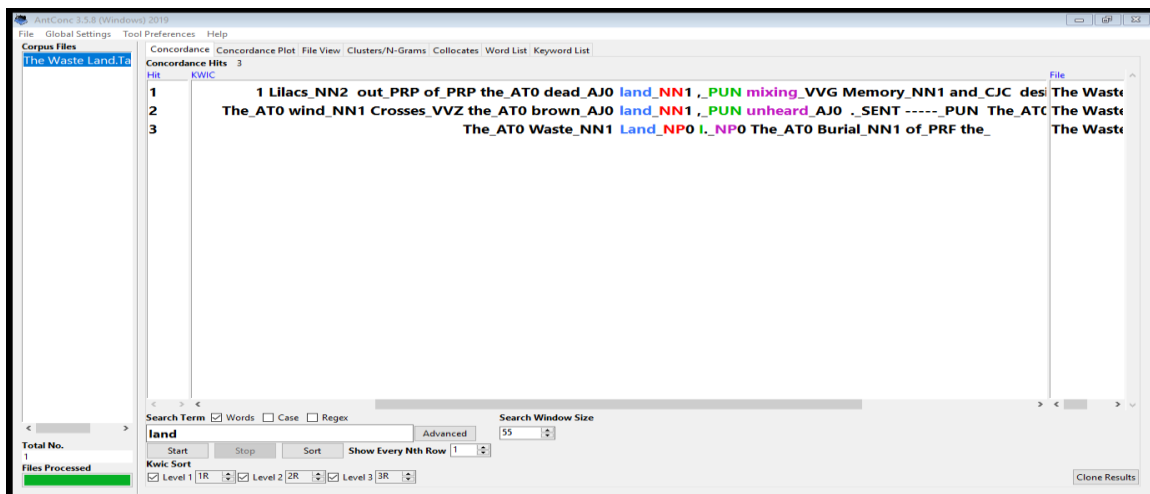 AntConc 3.5.8 (Windows) 2019
File Global Settings Tool Preferences Help
Corpus Files
The Waste Land.Ta
Concordance Concordance Plot File View Clusters/N-Grams Collocates Word List Keyword List
Concordance Hits 3
Hit KWIC File
1 1 Lilacs_NN2 out_PRP of_PRP the_AT0 dead_AJ0 land_NN1 ,_PUN mixing_VVG Memory_NN1 and_CJC desi The Waste
2 The_AT0 wind_NN1 Crosses_VVZ the_AT0 brown_AJ0 land_NN1 ,_PUN unheard_AJ0 ._SENT -----_PUN The_AT0 The Waste
3 The_AT0 Waste_NN1 Land_NP0 I._NP0 The_AT0 Burial_NN1 of_PRF the_ The Waste
Search Term Words Case Regex Search Window Size
land Advanced 55
Total No.
1
Start Stop Sort Show Every Nth Row 1
Files Processed
Kwic Sort
Level 1 1R Level 2 2R Level 3 3R Clone Results